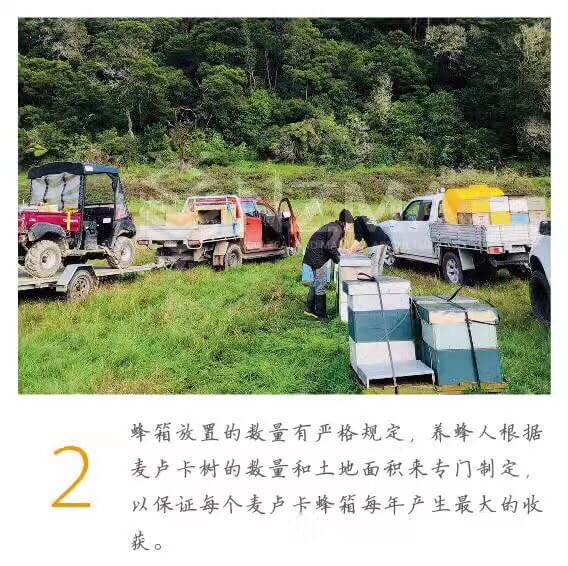 2
蜂箱放置的数量有严格规定，养蜂人根据
麦卢卡树的数量和土地面积来专门制定，
以保证每个麦卢卡蜂箱每年产生最大的收
获。